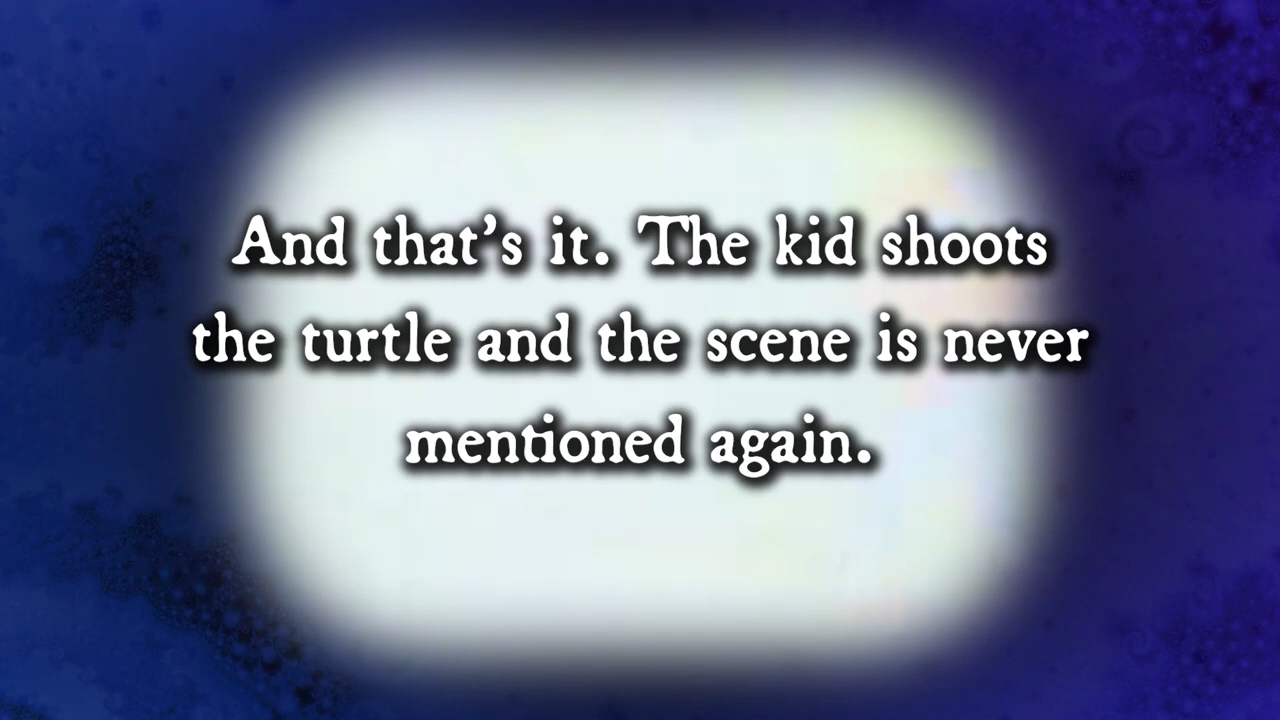 And that's it. The kid shoots
the turtle and the scene is never
mentioned again.